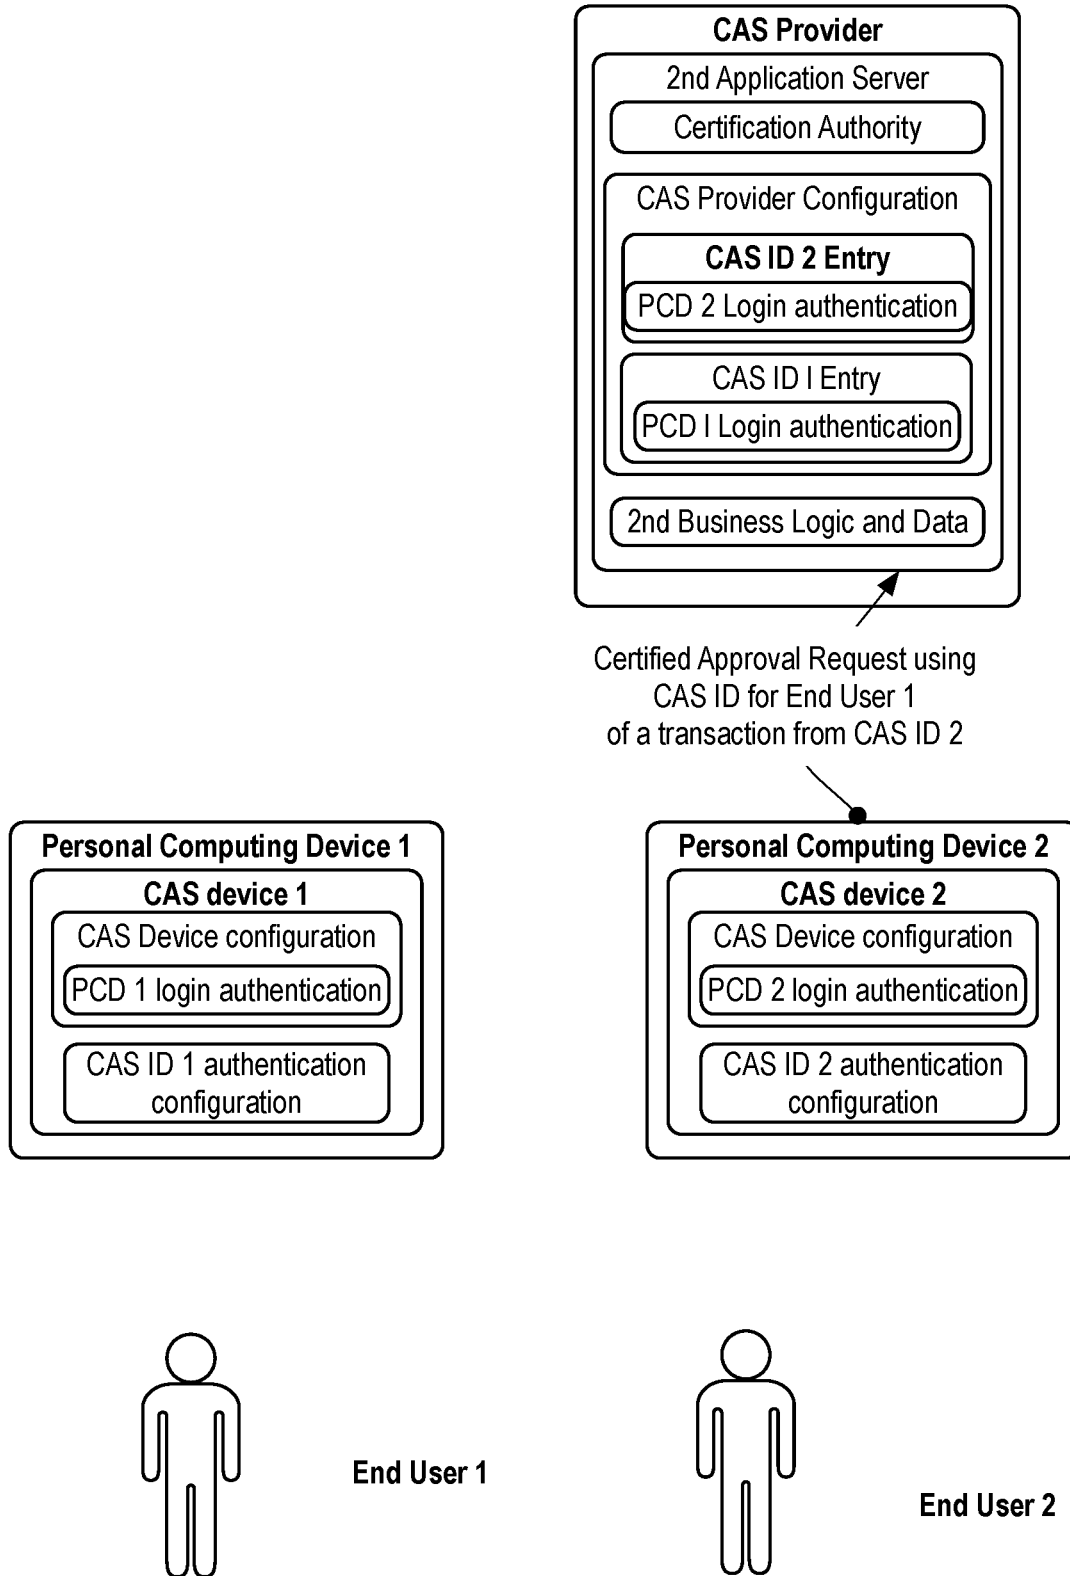 CAS Provider
2nd Application Server
Certification Authority
CAS Provider Configuration
CAS ID 2 Entry
PCD 2 Login authentication
CAS ID I Entry
PCD I Login authentication
2nd Business Logic and Data
Certified Approval Request using
CAS ID for End User 1
of a transaction from CAS ID 2
Personal Computing Device 1
CAS device 1
CAS Device configuration
PCD 1 login authentication
CAS ID 1 authentication
configuration
Personal Computing Device 2
CAS device 2
CAS Device configuration
PCD 2 login authentication
CAS ID 2 authentication
configuration
End User 1
End User 2